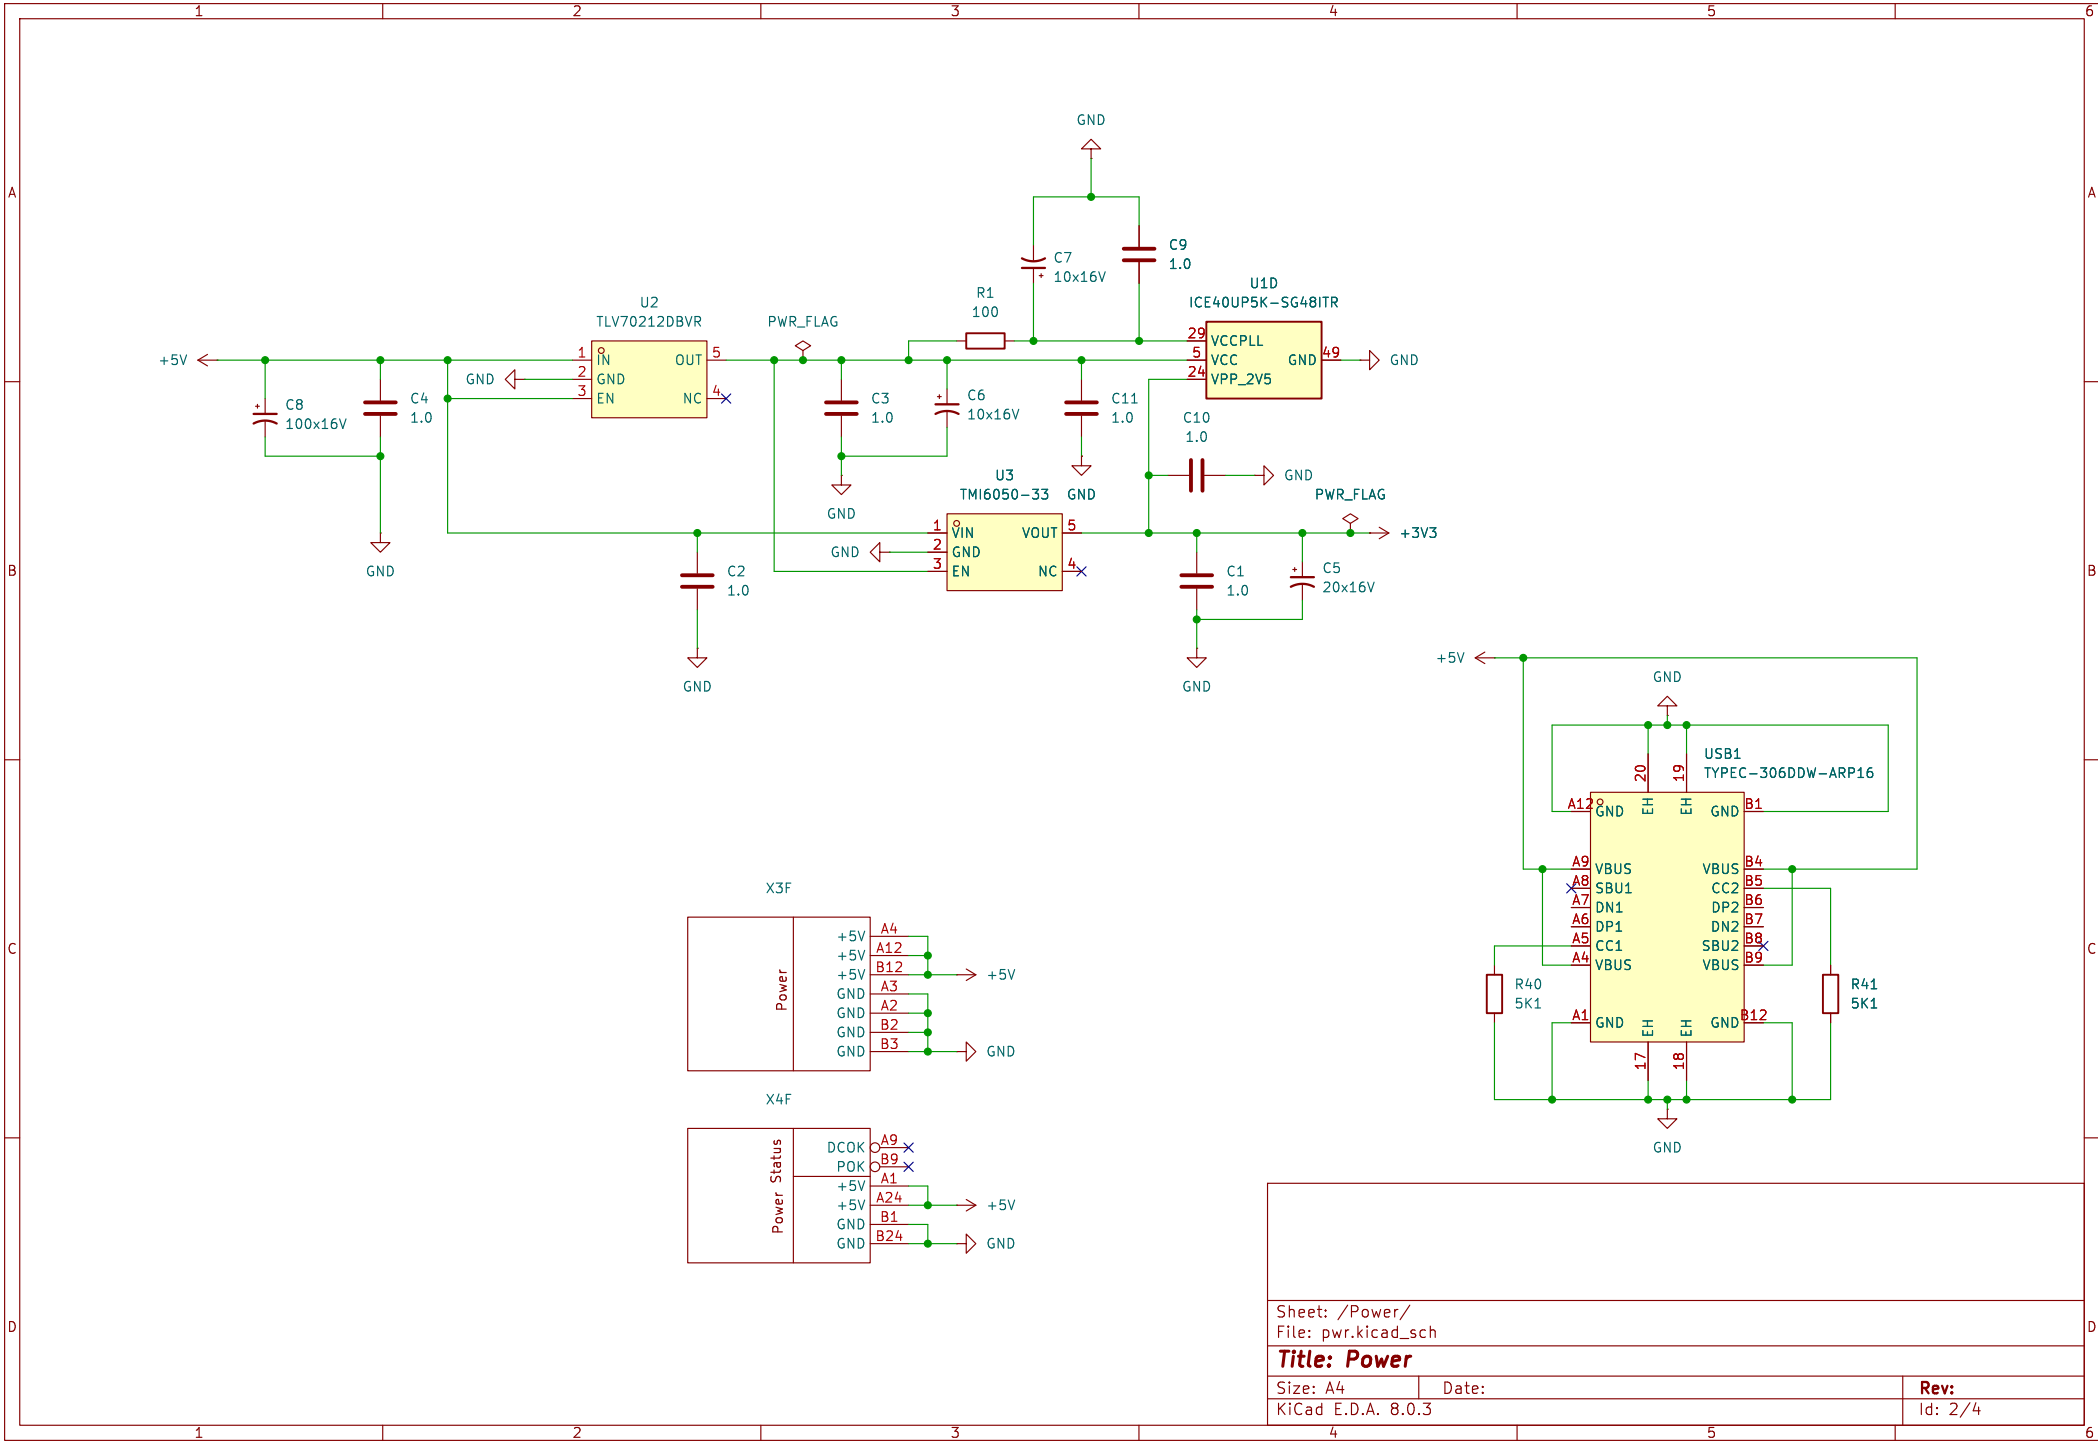 1 2 3 4 5 6
A A
B B
C C
D D
GND
C7
10x16V
C9
1.0
R1
100
U1D
ICE40UP5K-SG48ITR
29 VCCPLL
5 VCC
24 VPP_2V5
GND 49
GND
U2
TLV70212DBVR
1 IN
2 GND
3 EN
OUT 5
NC 4
PWR_FLAG
+5V
GND
C8
100x16V
C4
1.0
GND
C3
1.0
C6
10x16V
GND
C11
1.0
GND
C10
1.0
GND
PWR_FLAG
+3V3
U3
TMI6050-33
1 VIN
2 GND
3 EN
VOUT 5
NC 4
GND
C2
1.0
GND
C1
1.0
C5
20x16V
GND
+5V
GND
USB1
TYPEC-306DDW-ARP16
20 EH
19 EH
A12 GND
GND B1
A9 VBUS
VBUS B4
A8 SBU1
CC2 B5
A7 DN1
DP2 B6
A6 DP1
DN2 B7
A5 CC1
SBU2 B8
A4 VBUS
VBUS B9
A1 GND
GND B12
17 EH
18 EH
R40
5K1
R41
5K1
GND
X3F
Power
+5V A4
+5V A12
+5V B12
GND A3
GND A2
GND B2
GND B3
+5V
GND
X4F
Power Status
DCOK A9
POK B9
+5V A1
+5V A24
GND B1
GND B24
+5V
GND
Sheet: /Power/
File: pwr.kicad_sch
Title: Power
Size: A4 Date: Rev:
KiCad E.D.A. 8.0.3 Id: 2/4
1 2 3 4 5 6